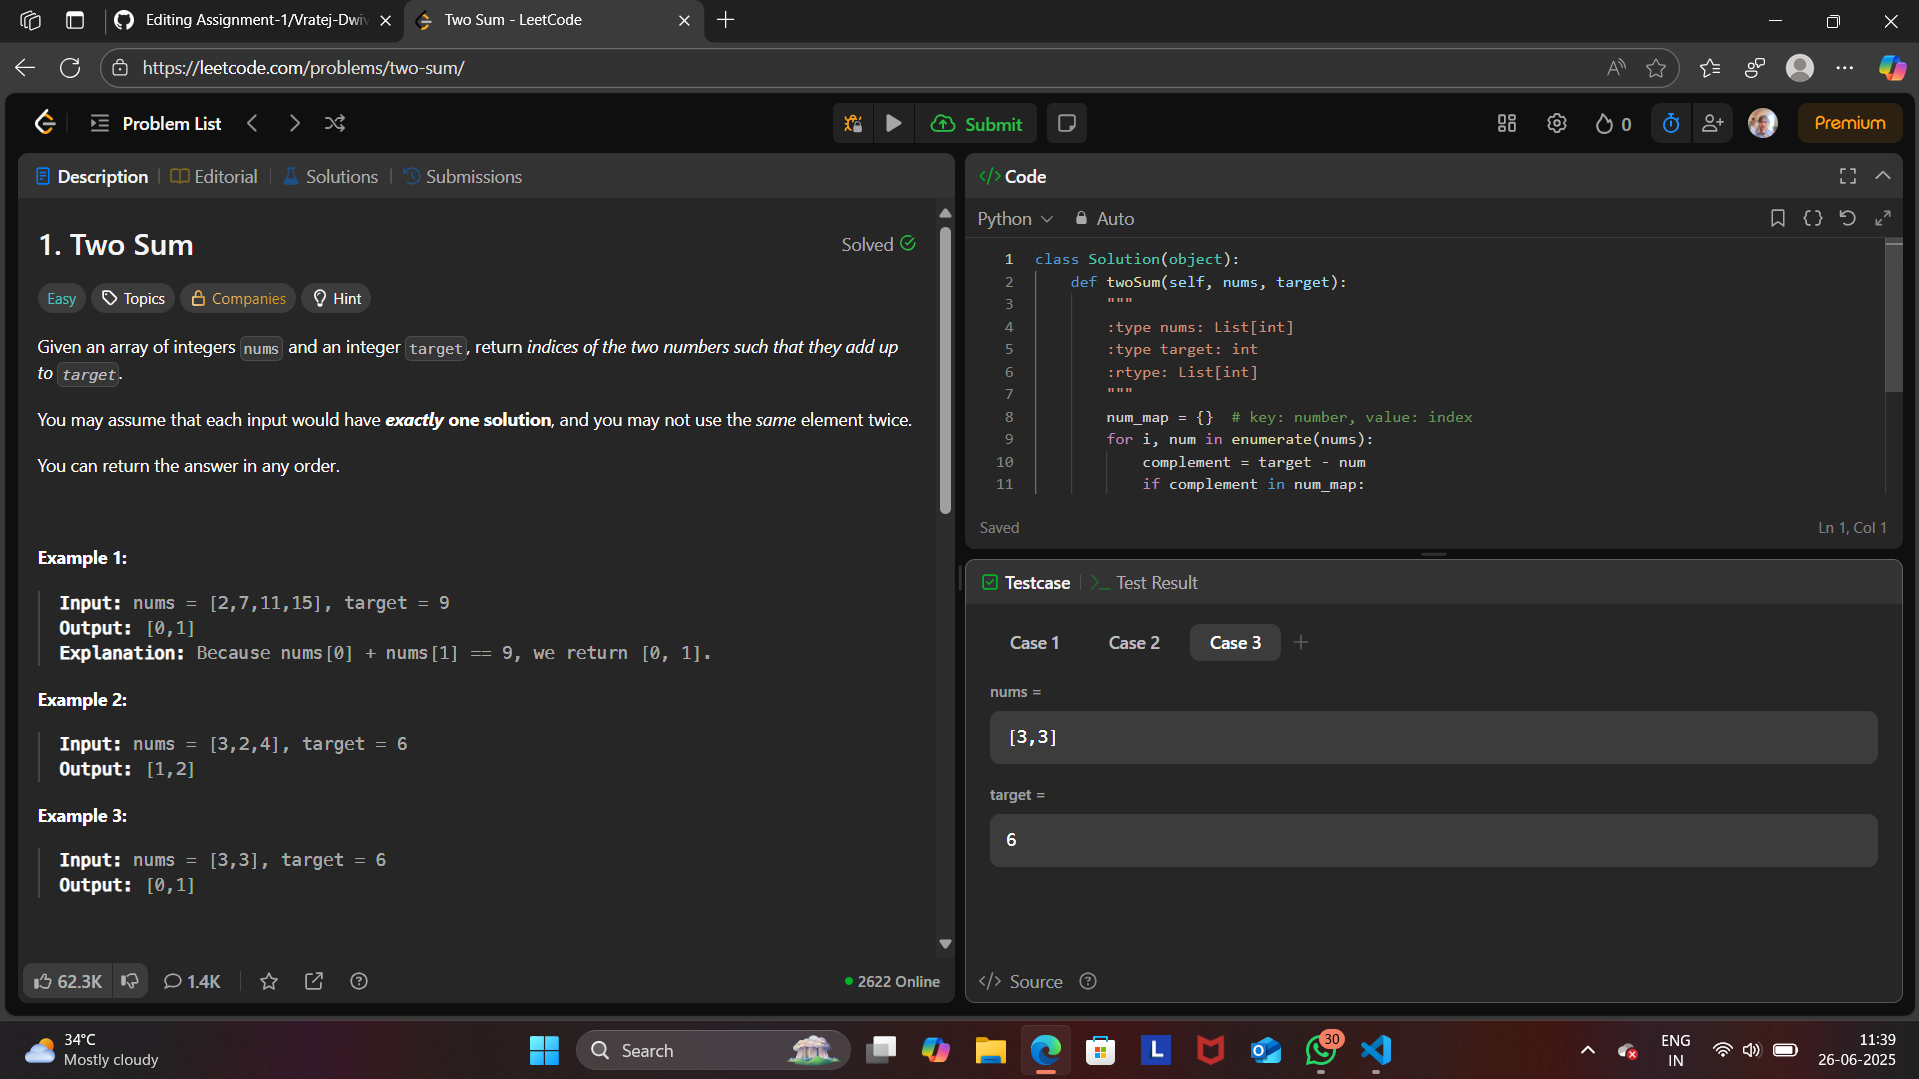 Editing Assignment-1/Vratej-Dwiv
Two Sum - LeetCode
https://leetcode.com/problems/two-sum/
Problem List
Submit
0
Premium
Description
Editorial
Solutions
Submissions
1. Two Sum
Solved
Easy
Topics
Companies
Hint
Given an array of integers nums and an integer target, return indices of the two numbers such that they add up
to target.
You may assume that each input would have exactly one solution, and you may not use the same element twice.
You can return the answer in any order.
Example 1:
Input: nums = [2,7,11,15], target = 9
Output: [0,1]
Explanation: Because nums[0] + nums[1] == 9, we return [0, 1].
Example 2:
Input: nums = [3,2,4], target = 6
Output: [1,2]
Example 3:
Input: nums = [3,3], target = 6
Output: [0,1]
62.3K
1.4K
2622 Online
</> Code
Python
Auto
1 class Solution(object):
2 def twoSum(self, nums, target):
3 """
4 :type nums: List[int]
5 :type target: int
6 :rtype: List[int]
7 """
8 num_map = {} # key: number, value: index
9 for i, num in enumerate(nums):
10 complement = target - num
11 if complement in num_map:
Saved
Ln 1, Col 1
Testcase
>_ Test Result
Case 1
Case 2
Case 3
nums =
[3,3]
target =
6
</> Source
34°C
Mostly cloudy
Search
L
30
ENG
IN
11:39
26-06-2025